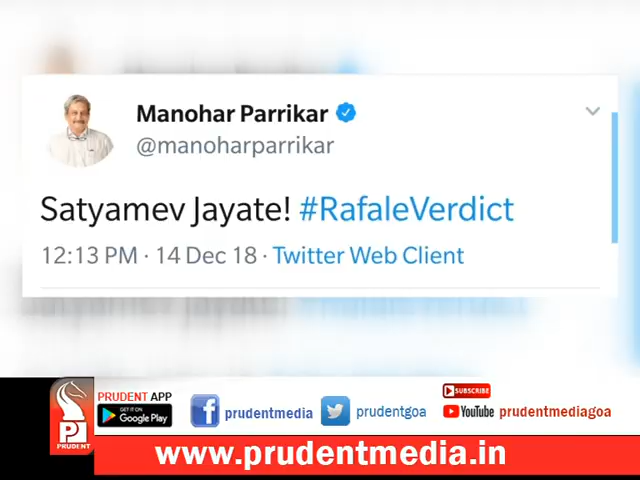 Manohar Parrikar
@manoharparrikar
Satyamev Jayate! #RafaleVerdict
12:13 PM · 14 Dec 18 · Twitter Web Client
PRUDENT
PRUDENT APP
GET IT ON
Google Play
prudentmedia
prudentgoa
SUBSCRIBE
YouTube prudentmediagoa
www.prudentmedia.in